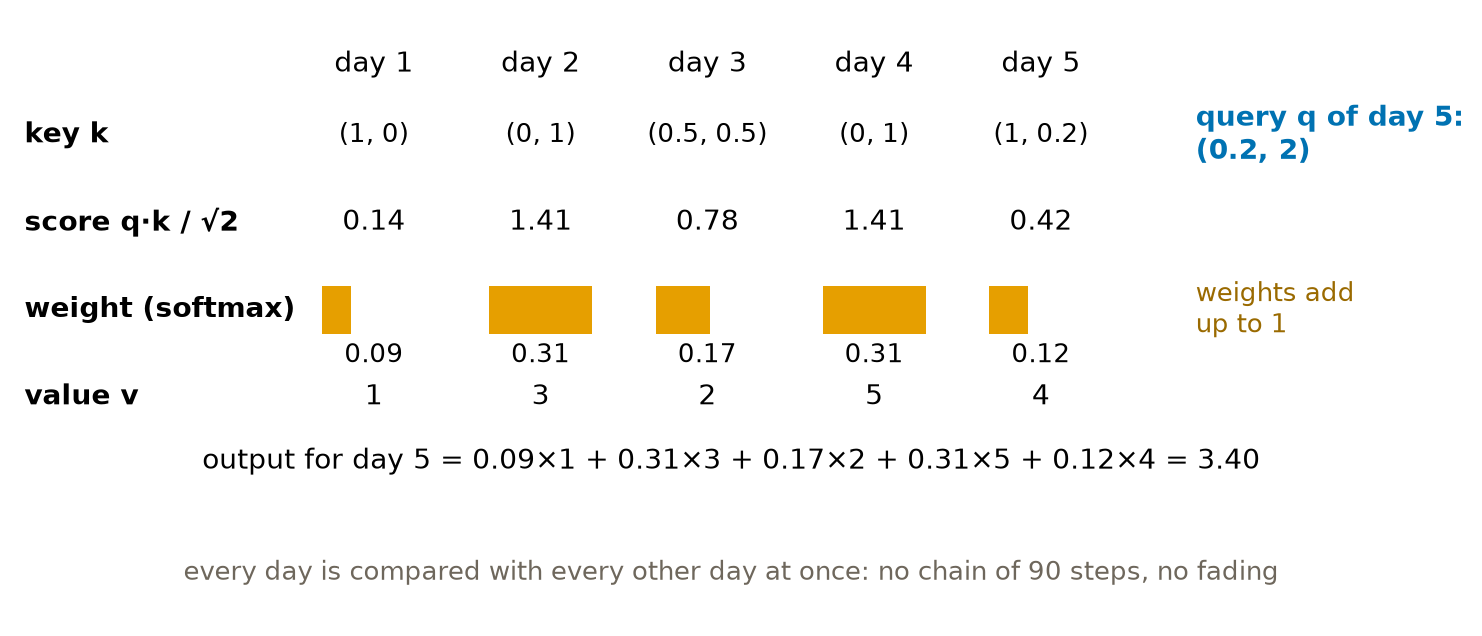 day 1 day 2 day 3 day 4 day 5
key k (1, 0) (0, 1) (0.5, 0.5) (0, 1) (1, 0.2)
query q of day 5:
(0.2, 2)
score q·k / √2 0.14 1.41 0.78 1.41 0.42
weight (softmax)
weights add
up to 1
0.09 0.31 0.17 0.31 0.12
value v 1 3 2 5 4
output for day 5 = 0.09×1 + 0.31×3 + 0.17×2 + 0.31×5 + 0.12×4 = 3.40
every day is compared with every other day at once: no chain of 90 steps, no fading